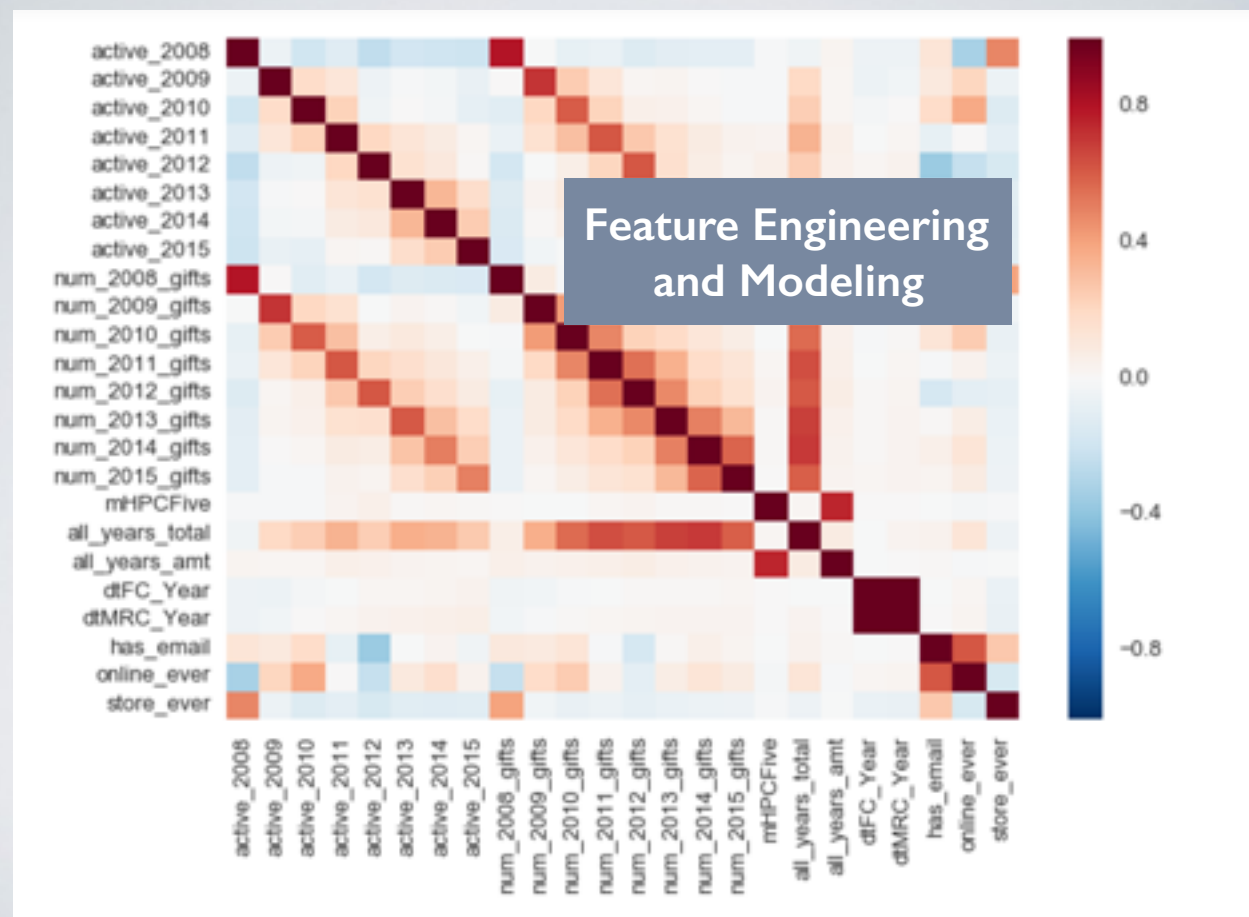 active_2008
active_2009
active_2010
active_2011
active_2012
active_2013
active_2014
active_2015
num_2008_gifts
num_2009_gifts
num_2010_gifts
num_2011_gifts
num_2012_gifts
num_2013_gifts
num_2014_gifts
num_2015_gifts
mHPCFive
all_years_total
all_years_amt
dtFC_Year
dtMRC_Year
has_email
online_ever
store_ever
Feature Engineering
and Modeling
0.8
0.4
0.0
−0.4
−0.8
active_2008
active_2009
active_2010
active_2011
active_2012
active_2013
active_2014
active_2015
num_2008_gifts
num_2009_gifts
num_2010_gifts
num_2011_gifts
num_2012_gifts
num_2013_gifts
num_2014_gifts
num_2015_gifts
mHPCFive
all_years_total
all_years_amt
dtFC_Year
dtMRC_Year
has_email
online_ever
store_ever